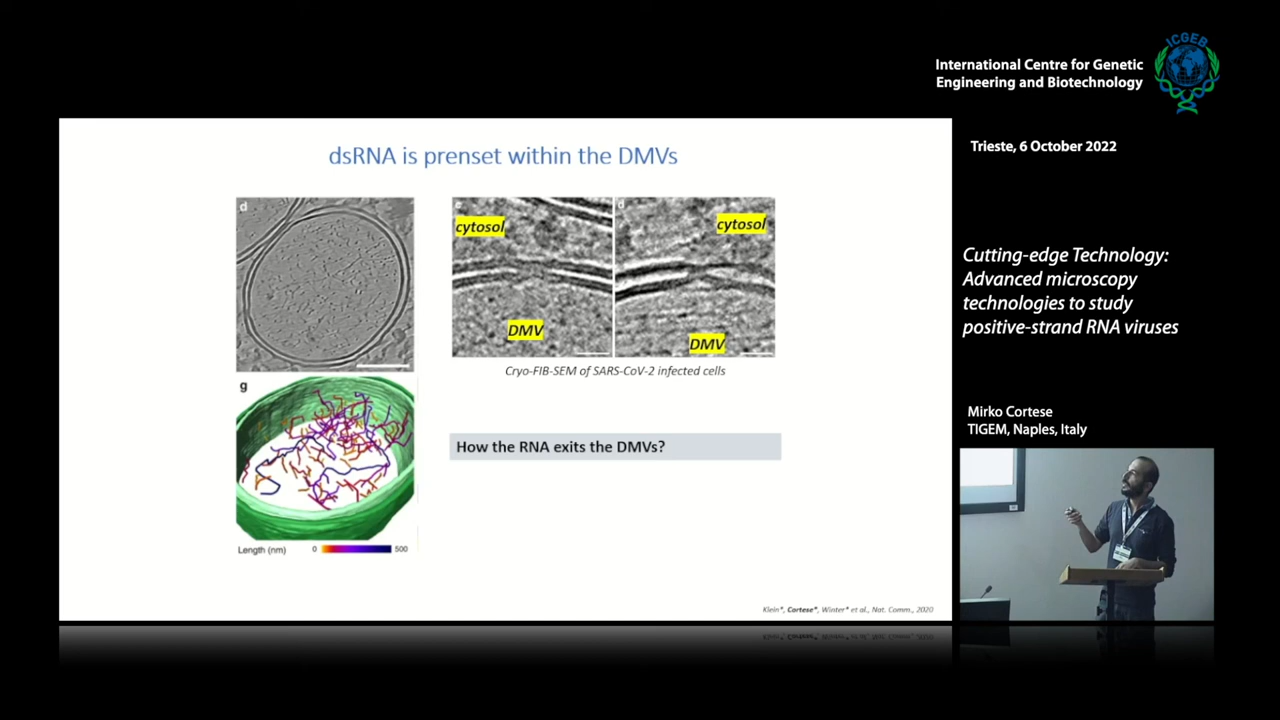 ICGEB
International Centre for Genetic
Engineering and Biotechnology
Trieste, 6 October 2022
Cutting-edge Technology:
Advanced microscopy
technologies to study
positive-strand RNA viruses
Mirko Cortese
TIGEM, Naples, Italy
dsRNA is prenset within the DMVs
d
cytosol
DMV
cytosol
DMV
Cryo-FIB-SEM of SARS-CoV-2 infected cells
g
Length (nm) 0 500
How the RNA exits the DMVs?
Klein*, Cortese*, Winter* et al., Nat. Comm., 2020